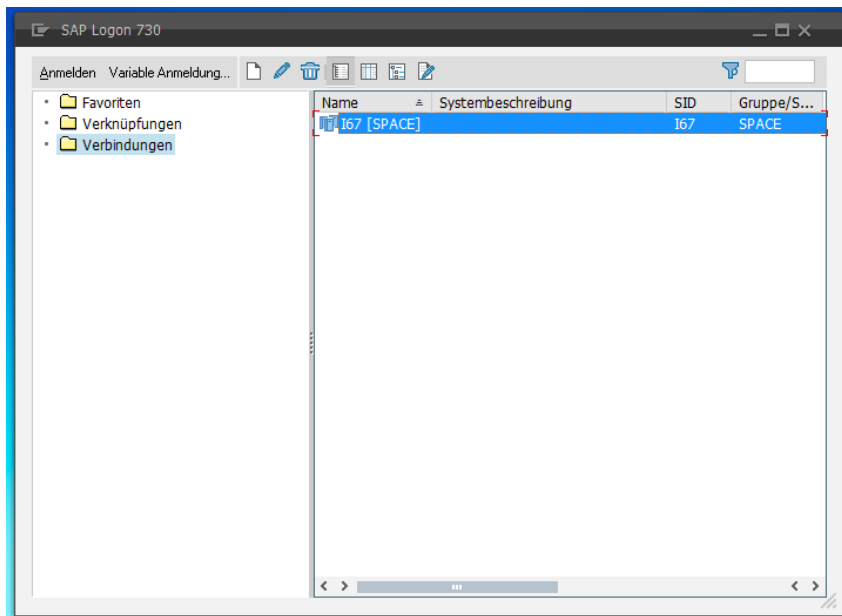 SAP Logon 730
Anmelden Variable Anmeldung...
Favoriten
Verknüpfungen
Verbindungen
Name Systembeschreibung SID Gruppe/S...
I67 [SPACE] I67 SPACE